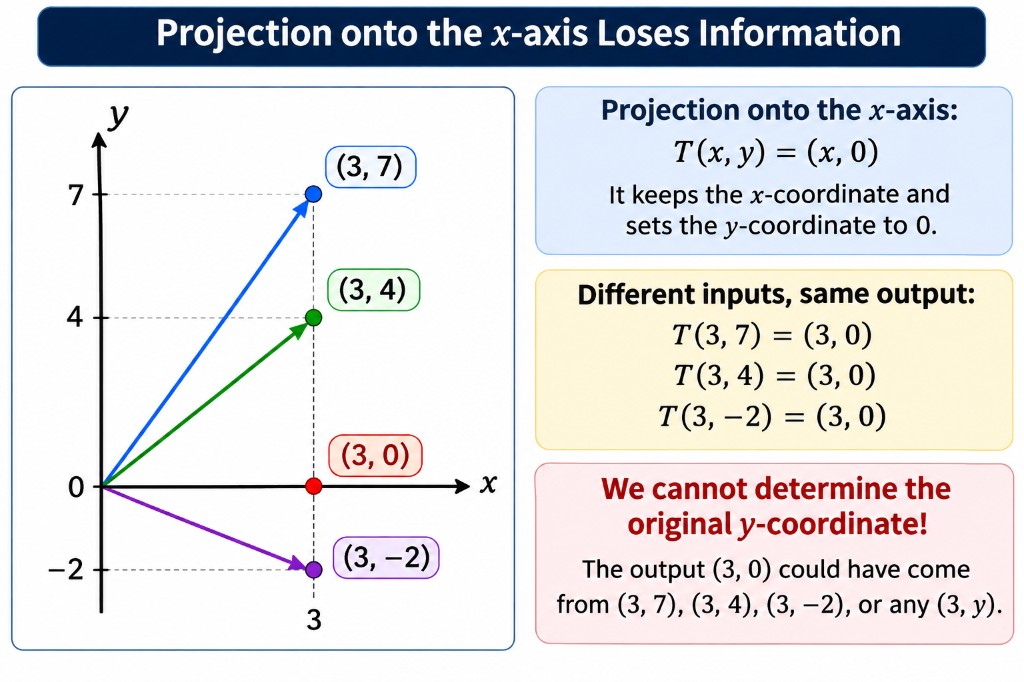 Projection onto the x-axis Loses Information
y
(3, 7)
7
(3, 4)
4
(3, 0)
0
x
(3, −2)
−2
3
Projection onto the x-axis:
T(x, y) = (x, 0)
It keeps the x-coordinate and
sets the y-coordinate to 0.
Different inputs, same output:
T(3, 7) = (3, 0)
T(3, 4) = (3, 0)
T(3, −2) = (3, 0)
We cannot determine the
original y-coordinate!
The output (3, 0) could have come
from (3, 7), (3, 4), (3, −2), or any (3, y).